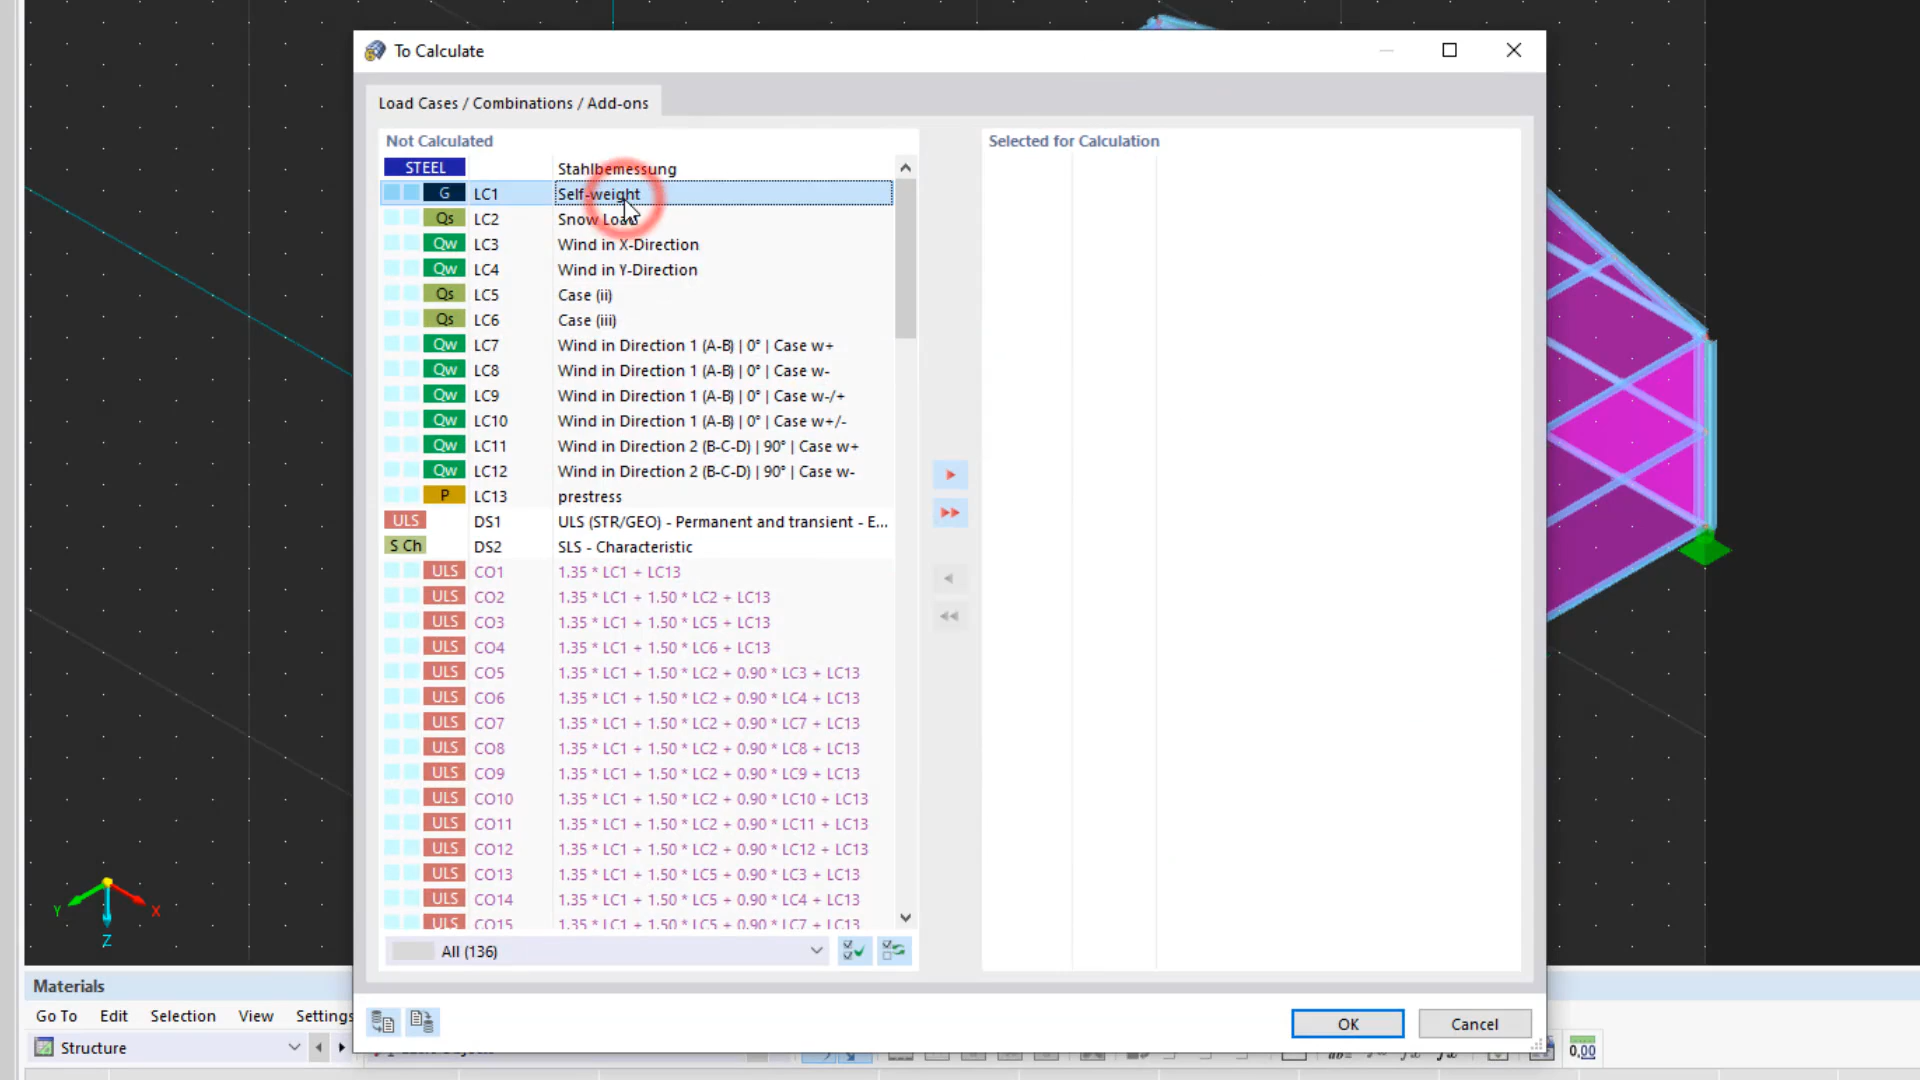 To Calculate
Load Cases / Combinations / Add-ons
Not Calculated
Selected for Calculation
STEEL Stahlbemessung
G LC1 Self-weight
Qs LC2 Snow Load
Qw LC3 Wind in X-Direction
Qw LC4 Wind in Y-Direction
Qs LC5 Case (ii)
Qs LC6 Case (iii)
Qw LC7 Wind in Direction 1 (A-B) | 0° | Case w+
Qw LC8 Wind in Direction 1 (A-B) | 0° | Case w-
Qw LC9 Wind in Direction 1 (A-B) | 0° | Case w-/+
Qw LC10 Wind in Direction 1 (A-B) | 0° | Case w+/-
Qw LC11 Wind in Direction 2 (B-C-D) | 90° | Case w+
Qw LC12 Wind in Direction 2 (B-C-D) | 90° | Case w-
P LC13 prestress
ULS DS1 ULS (STR/GEO) - Permanent and transient - E...
S Ch DS2 SLS - Characteristic
ULS CO1 1.35 * LC1 + LC13
ULS CO2 1.35 * LC1 + 1.50 * LC2 + LC13
ULS CO3 1.35 * LC1 + 1.50 * LC5 + LC13
ULS CO4 1.35 * LC1 + 1.50 * LC6 + LC13
ULS CO5 1.35 * LC1 + 1.50 * LC2 + 0.90 * LC3 + LC13
ULS CO6 1.35 * LC1 + 1.50 * LC2 + 0.90 * LC4 + LC13
ULS CO7 1.35 * LC1 + 1.50 * LC2 + 0.90 * LC7 + LC13
ULS CO8 1.35 * LC1 + 1.50 * LC2 + 0.90 * LC8 + LC13
ULS CO9 1.35 * LC1 + 1.50 * LC2 + 0.90 * LC9 + LC13
ULS CO10 1.35 * LC1 + 1.50 * LC2 + 0.90 * LC10 + LC13
ULS CO11 1.35 * LC1 + 1.50 * LC2 + 0.90 * LC11 + LC13
ULS CO12 1.35 * LC1 + 1.50 * LC2 + 0.90 * LC12 + LC13
ULS CO13 1.35 * LC1 + 1.50 * LC5 + 0.90 * LC3 + LC13
ULS CO14 1.35 * LC1 + 1.50 * LC5 + 0.90 * LC4 + LC13
ULS CO15 1.35 * LC1 + 1.50 * LC5 + 0.90 * LC7 + LC13
All (136)
OK
Cancel
Y
X
Z
Materials
Go To Edit Selection View Settings
Structure
0,00